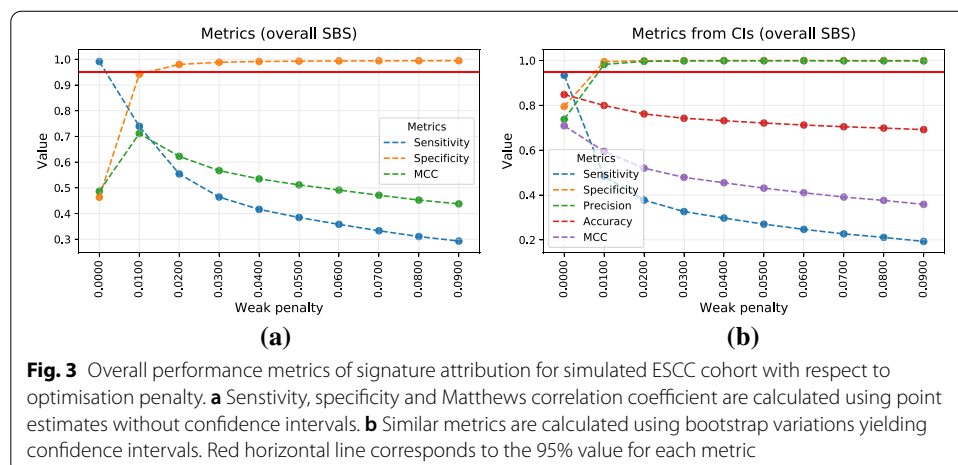 Metrics (overall SBS)
1.0
0.9
0.8
0.7
0.6
0.5
0.4
0.3
Value
Metrics
Sensitivity
Specificity
MCC
0.0000
0.0100
0.0200
0.0300
0.0400
0.0500
0.0600
0.0700
0.0800
0.0900
Weak penalty
(a)
Metrics from CIs (overall SBS)
1.0
0.8
0.6
0.4
0.2
Value
Metrics
Sensitivity
Specificity
Precision
Accuracy
MCC
0.0000
0.0100
0.0200
0.0300
0.0400
0.0500
0.0600
0.0700
0.0800
0.0900
Weak penalty
(b)
Fig. 3 Overall performance metrics of signature attribution for simulated ESCC cohort with respect to
optimisation penalty. a Senstivity, specificity and Matthews correlation coefficient are calculated using point
estimates without confidence intervals. b Similar metrics are calculated using bootstrap variations yielding
confidence intervals. Red horizontal line corresponds to the 95% value for each metric